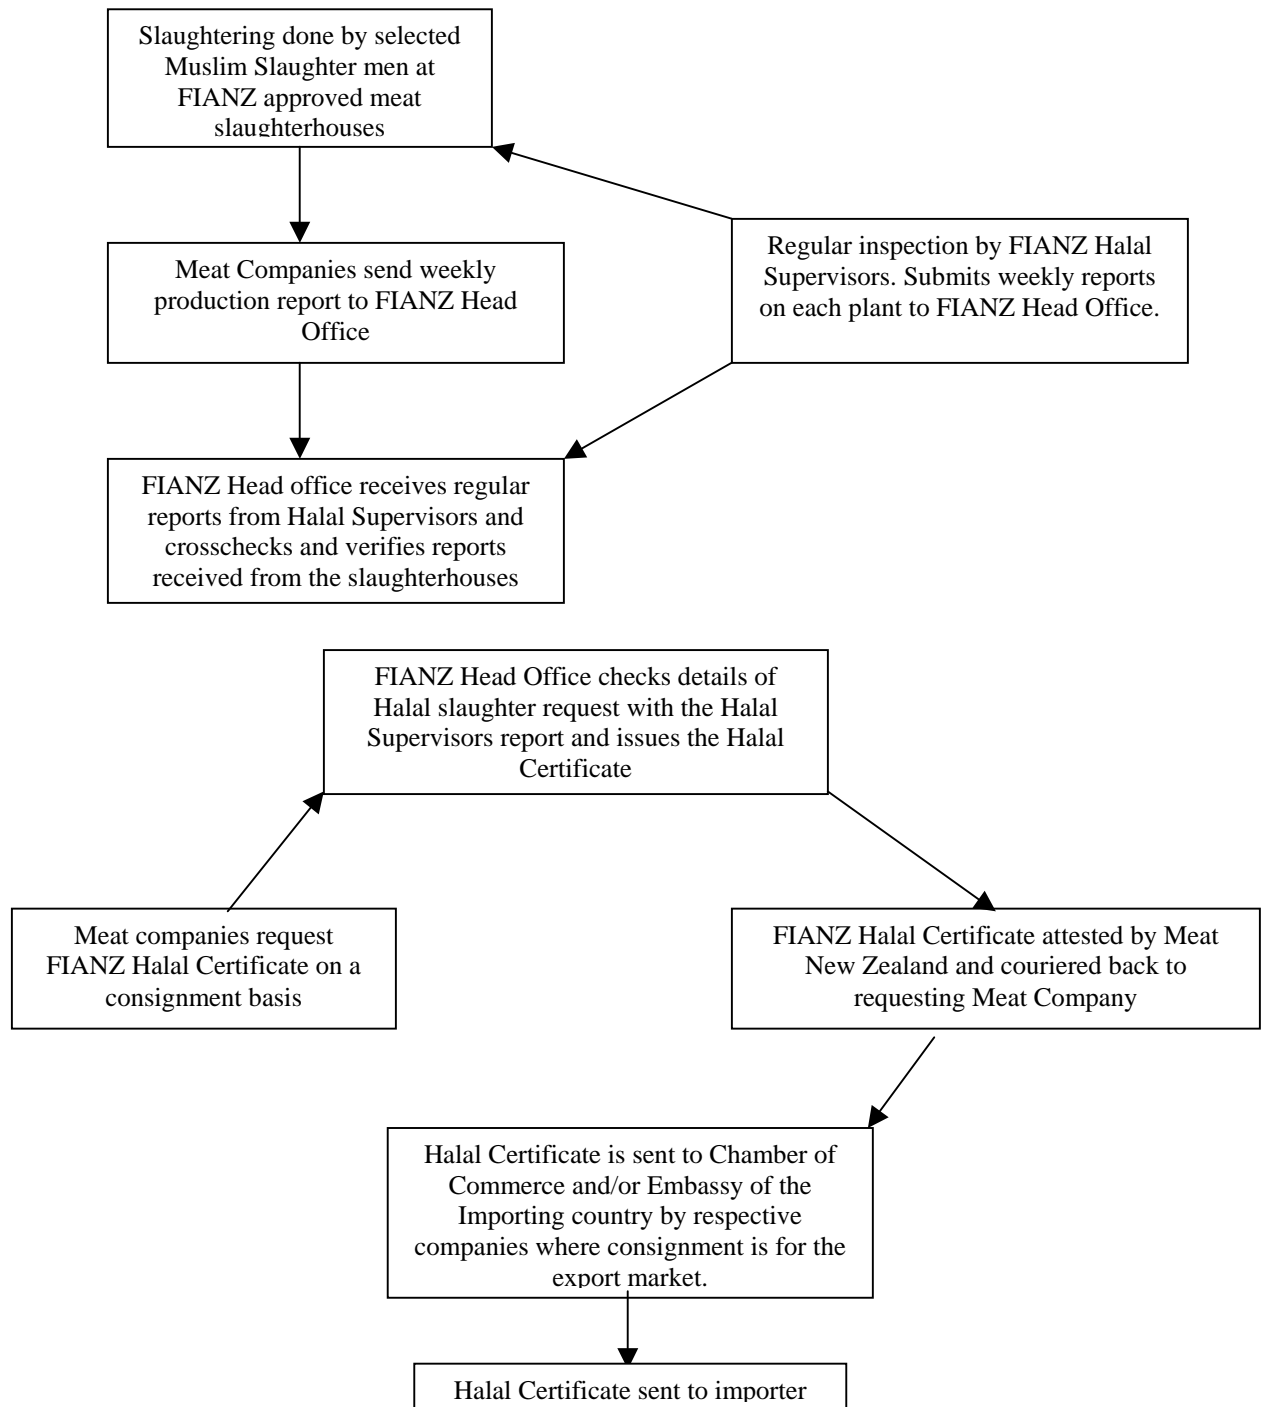 Slaughtering done by selected
Muslim Slaughter men at
FIANZ approved meat
slaughterhouses
Meat Companies send weekly
production report to FIANZ Head
Office
Regular inspection by FIANZ Halal
Supervisors. Submits weekly reports
on each plant to FIANZ Head Office.
FIANZ Head office receives regular
reports from Halal Supervisors and
crosschecks and verifies reports
received from the slaughterhouses
FIANZ Head Office checks details of
Halal slaughter request with the Halal
Supervisors report and issues the Halal
Certificate
Meat companies request
FIANZ Halal Certificate on a
consignment basis
FIANZ Halal Certificate attested by Meat
New Zealand and couriered back to
requesting Meat Company
Halal Certificate is sent to Chamber of
Commerce and/or Embassy of the
Importing country by respective
companies where consignment is for the
export market.
Halal Certificate sent to importer